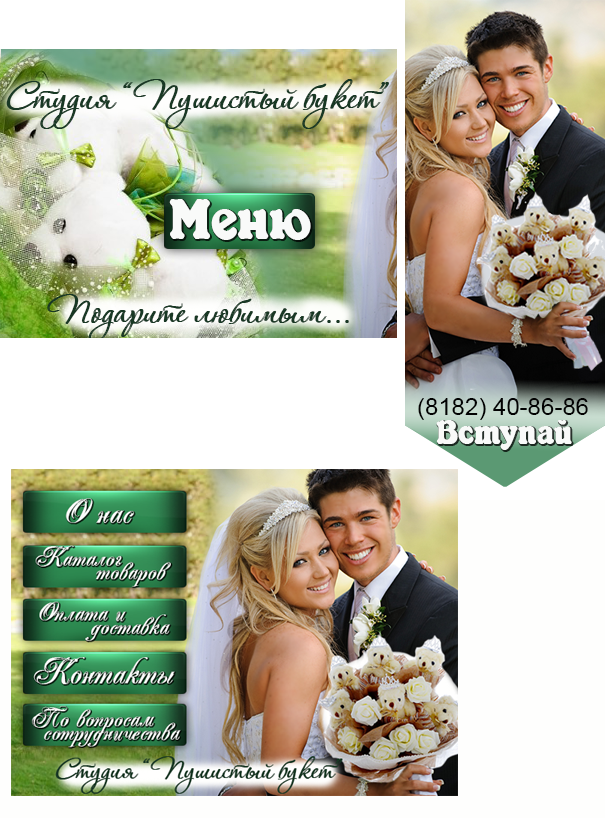 Студия “Пушистый букет”
Меню
Подарите любимым...
(8182) 40-86-86
Вступай
О нас
Каталог
товаров
Оплата и
доставка
Контакты
По вопросам
сотрудничества
Студия “Пушистый букет